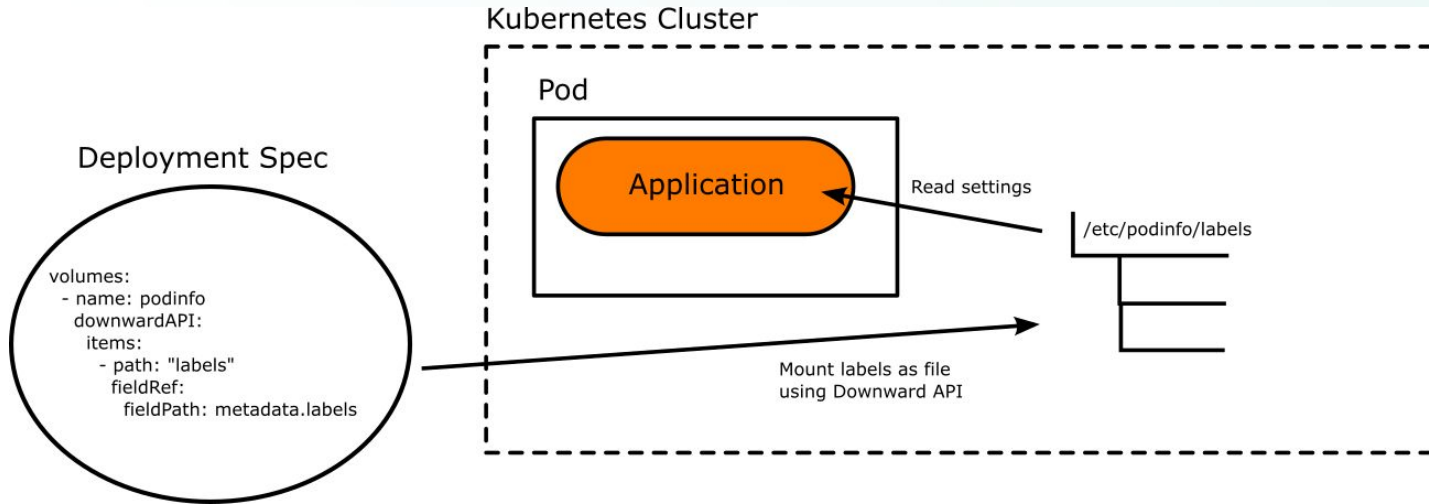 Kubernetes Cluster
Pod
Application
Read settings
/etc/podinfo/labels
Deployment Spec
volumes:
- name: podinfo
downwardAPI:
items:
- path: "labels"
fieldRef:
fieldPath: metadata.labels
Mount labels as file
using Downward API